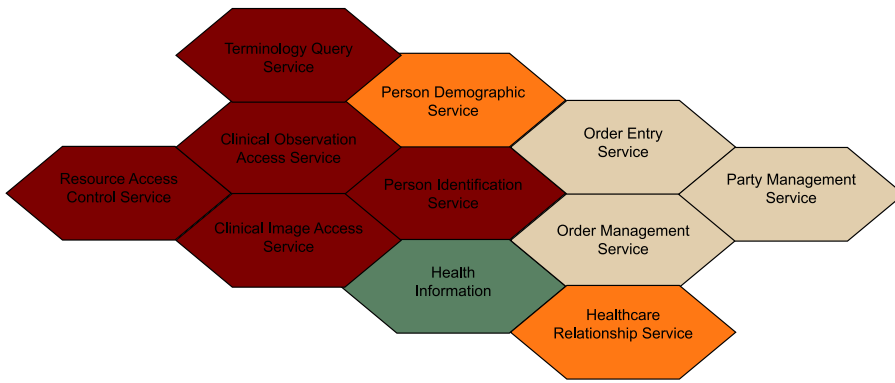 Terminology Query
Service
Person Demographic
Service
Order Entry
Service
Clinical Observation
Access Service
Resource Access
Control Service
Person Identification
Service
Party Management
Service
Clinical Image Access
Service
Order Management
Service
Health
Information
Healthcare
Relationship Service